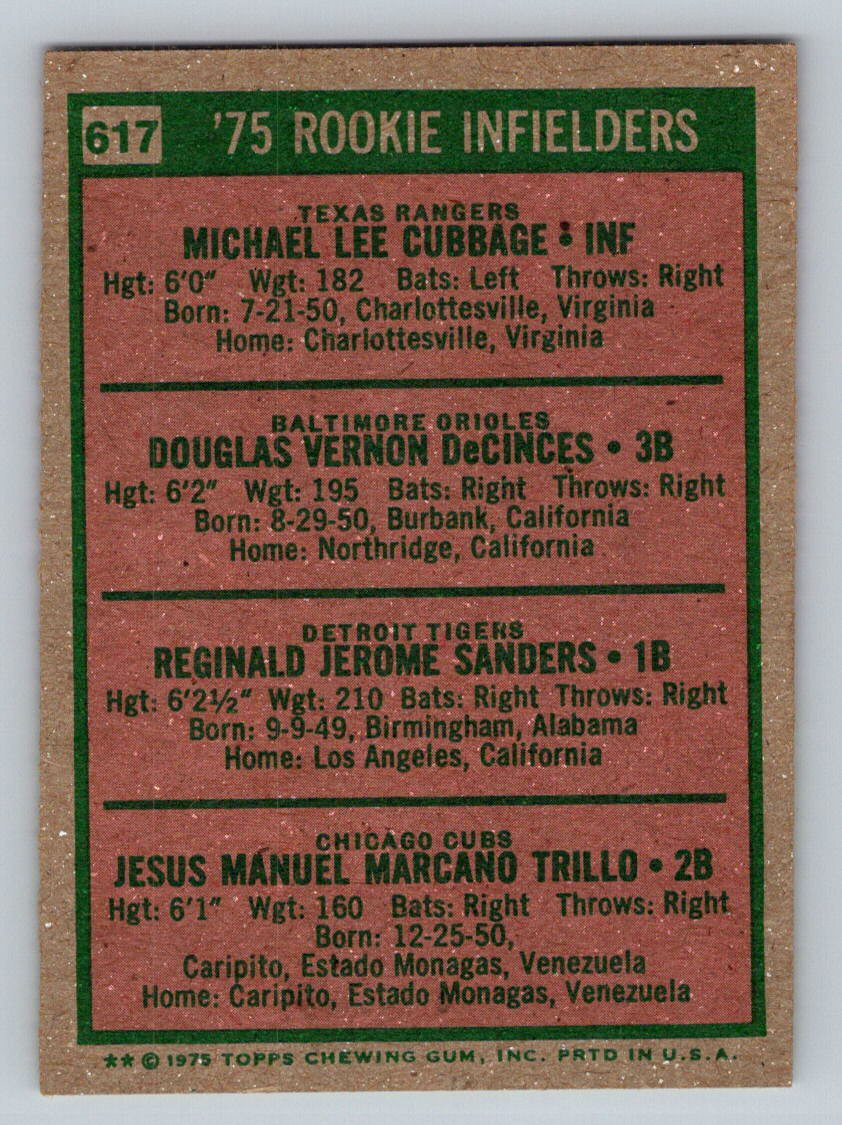 617 '75 ROOKIE INFIELDERS
TEXAS RANGERS
MICHAEL LEE CUBBAGE • INF
Hgt: 6'0" Wgt: 182 Bats: Left Throws: Right
Born: 7-21-50, Charlottesville, Virginia
Home: Charlottesville, Virginia
BALTIMORE ORIOLES
DOUGLAS VERNON DeCINCES • 3B
Hgt: 6'2" Wgt: 195 Bats: Right Throws: Right
Born: 8-29-50, Burbank, California
Home: Northridge, California
DETROIT TIGERS
REGINALD JEROME SANDERS • 1B
Hgt: 6'2½" Wgt: 210 Bats: Right Throws: Right
Born: 9-9-49, Birmingham, Alabama
Home: Los Angeles, California
CHICAGO CUBS
JESUS MANUEL MARCANO TRILLO • 2B
Hgt: 6'1" Wgt: 160 Bats: Right Throws: Right
Born: 12-25-50,
Caripito, Estado Monagas, Venezuela
Home: Caripito, Estado Monagas, Venezuela
** © 1975 TOPPS CHEWING GUM, INC. PRTD IN U.S.A.